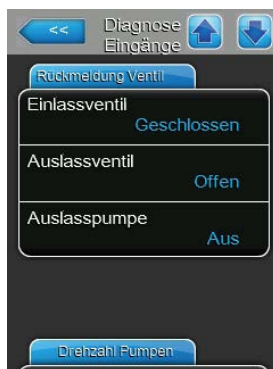 <<
Diagnose
Eingänge
Rückmeldung Ventil
Einlassventil
Geschlossen
Auslassventil
Offen
Auslasspumpe
Aus
Drehzahl Pumpen